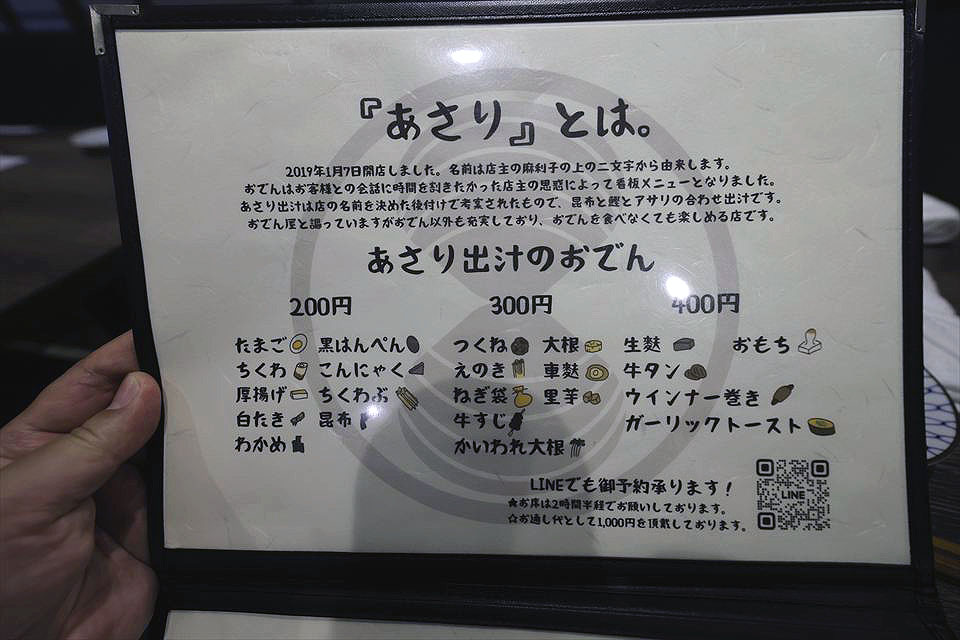 『あさり』とは。
2019年1月7日開店しました。名前は店主の麻利子の上の二文字から由来します。
おでんはお客様との会話に時間を割きたかった店主の思惑によって看板メニューとなりました。
あさり出汁は店の名前を決めた後付けで考案されたもので、昆布と鰹とアサリの合わせ出汁です。
おでん屋と謳っていますがおでん以外も充実しており、おでんを食べなくても楽しめる店です。
あさり出汁のおでん
200円 300円 400円
たまご 黒はんぺん つくね 大根 生麩 おもち
ちくわ こんにゃく えのき 車麩 牛タン
厚揚げ ちくわぶ ねぎ袋 里芋 ウインナー巻き
白たき 昆布 牛すじ ガーリックトースト
わかめ かいわれ大根
LINEでも御予約承ります!
★お席は2時間半程でお願いしております。
☆お通し代として1,000円を頂戴しております。
LINE